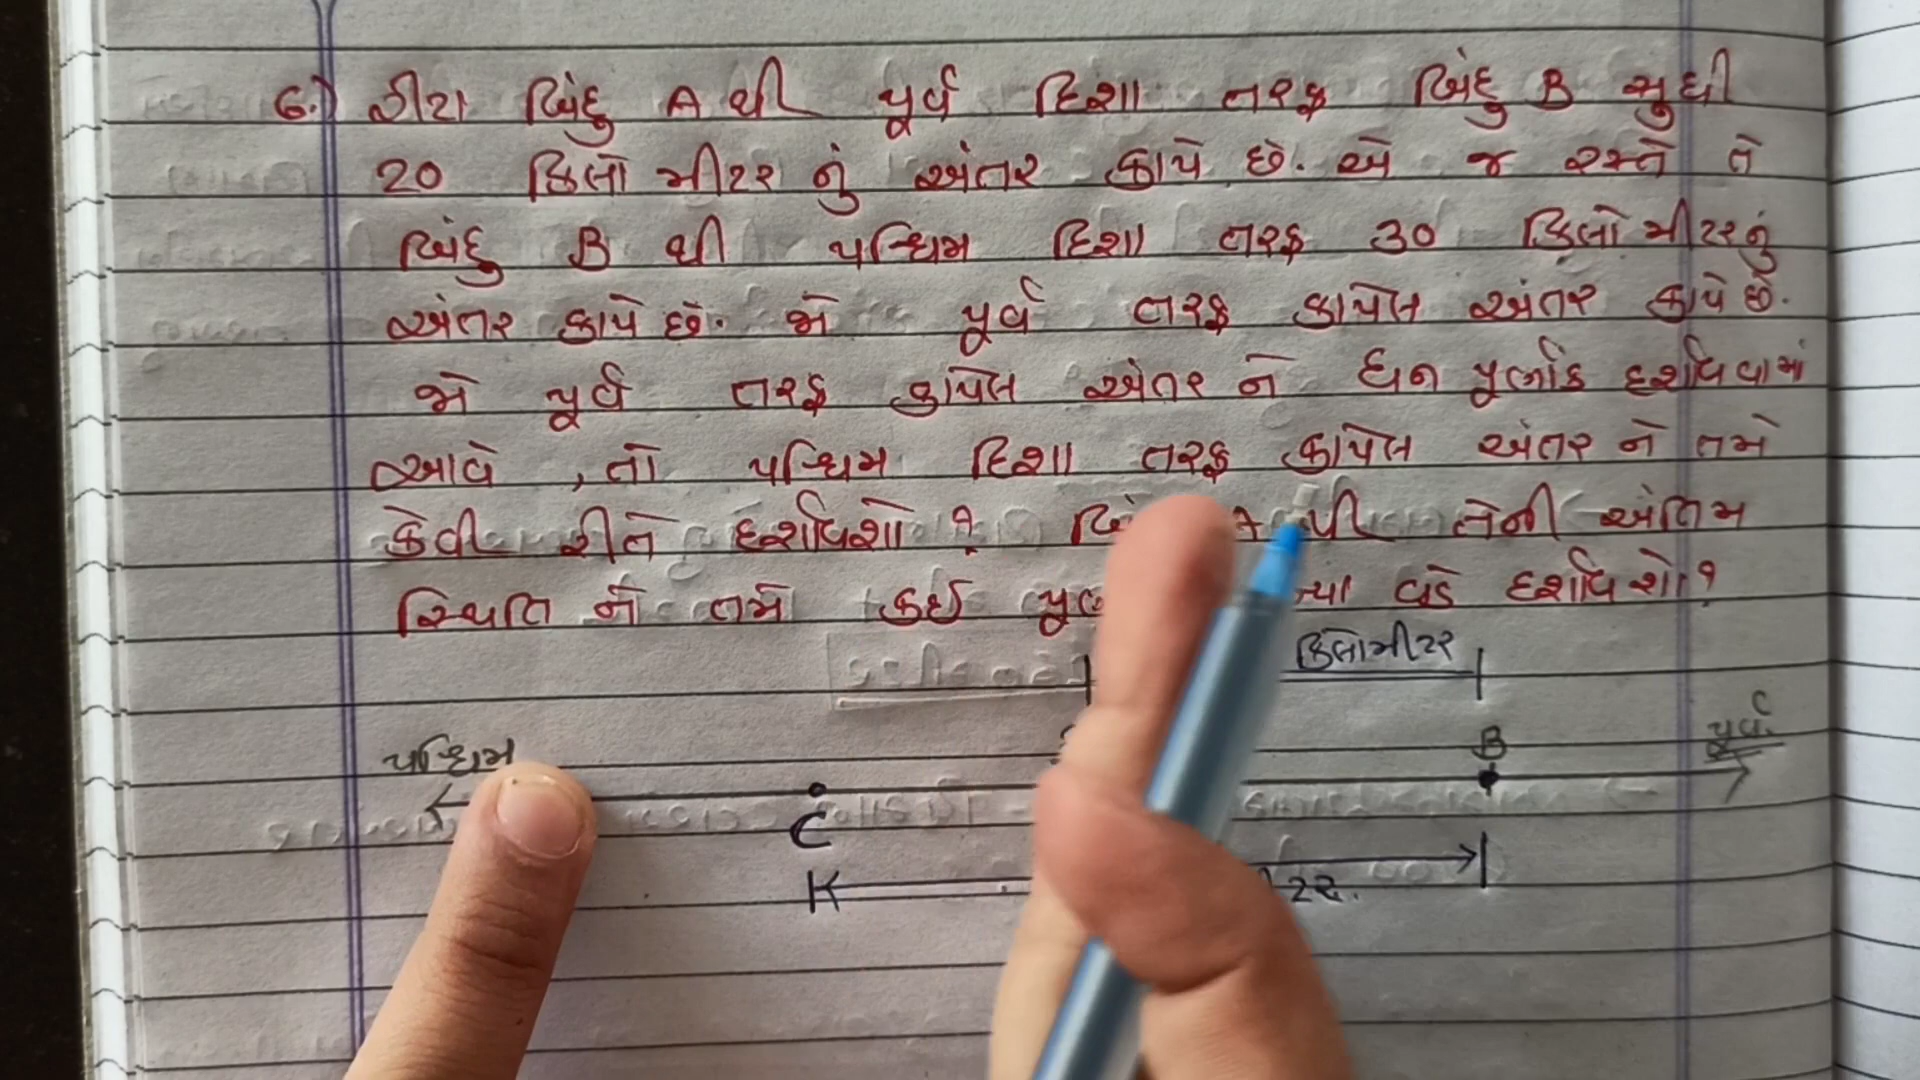 6.) રીટા બિંદુ A થી પૂર્વ દિશા તરફ બિંદુ B સુધી
20 કિલોમીટર નું અંતર કાપે છે. એ જ રસ્તે તે
બિંદુ B થી પશ્ચિમ દિશા તરફ 30 કિલોમીટરનું
અંતર કાપે છે. જો પૂર્વ તરફ કાપેલ અંતર કાપે છે.
જો પૂર્વ તરફ કાપેલ અંતર ને ધન પૂર્ણાંક દર્શાવવામાં
આવે , તો પશ્ચિમ દિશા તરફ કાપેલ અંતર ને તમે
કેવી રીતે દર્શાવશો ? A થી તેની અંતિમ
સ્થિતિ ને તમે કઈ વડે દર્શાવશો ?
કિલોમીટર
પશ્ચિમ B પૂર્વ
C